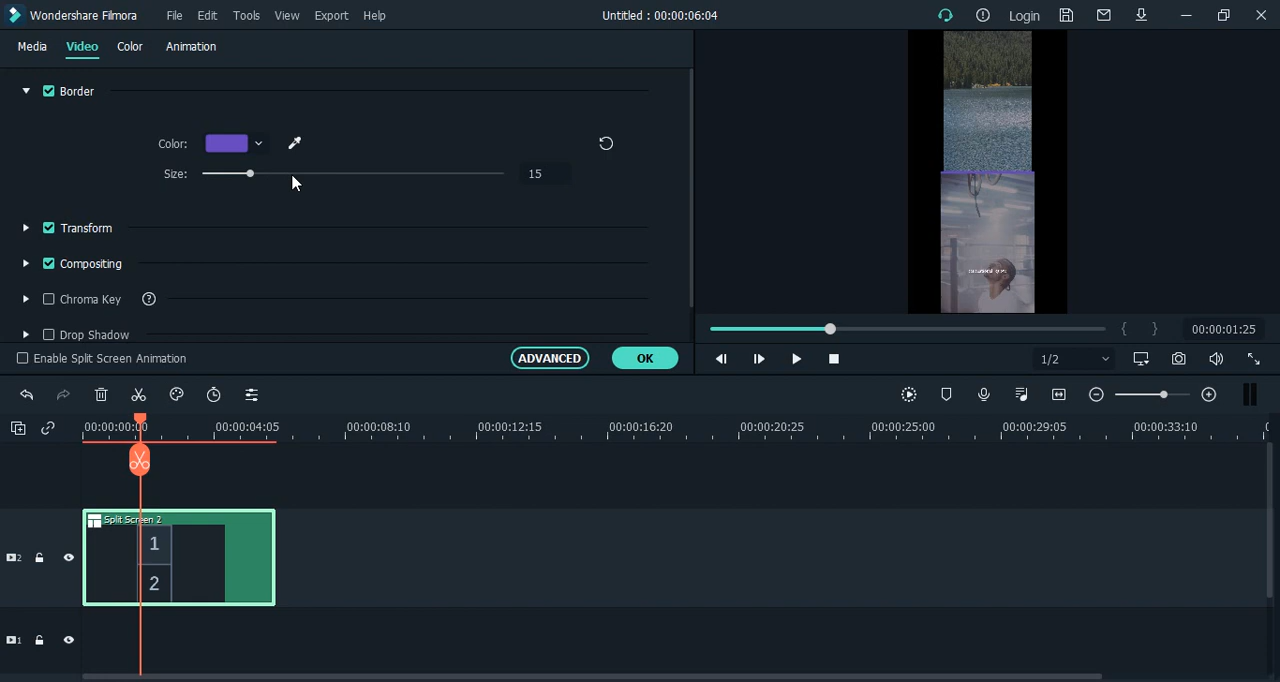 Wondershare Filmora File Edit Tools View Export Help Untitled : 00:00:06:04 Login
Media Video Color Animation
Border
Color:
Size: 15
Transform
Compositing
Chroma Key ?
Drop Shadow
00:00:01:25
Enable Split Screen Animation ADVANCED OK
1/2
00:00:00:00 00:00:04:05 00:00:08:10 00:00:12:15 00:00:16:20 00:00:20:25 00:00:25:00 00:00:29:05 00:00:33:10
Split Screen 2
1
2
2
1